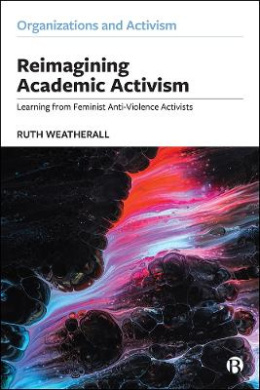 Organizations and Activism
Reimagining
Academic Activism
Learning from Feminist Anti-Violence Activists
RUTH WEATHERALL